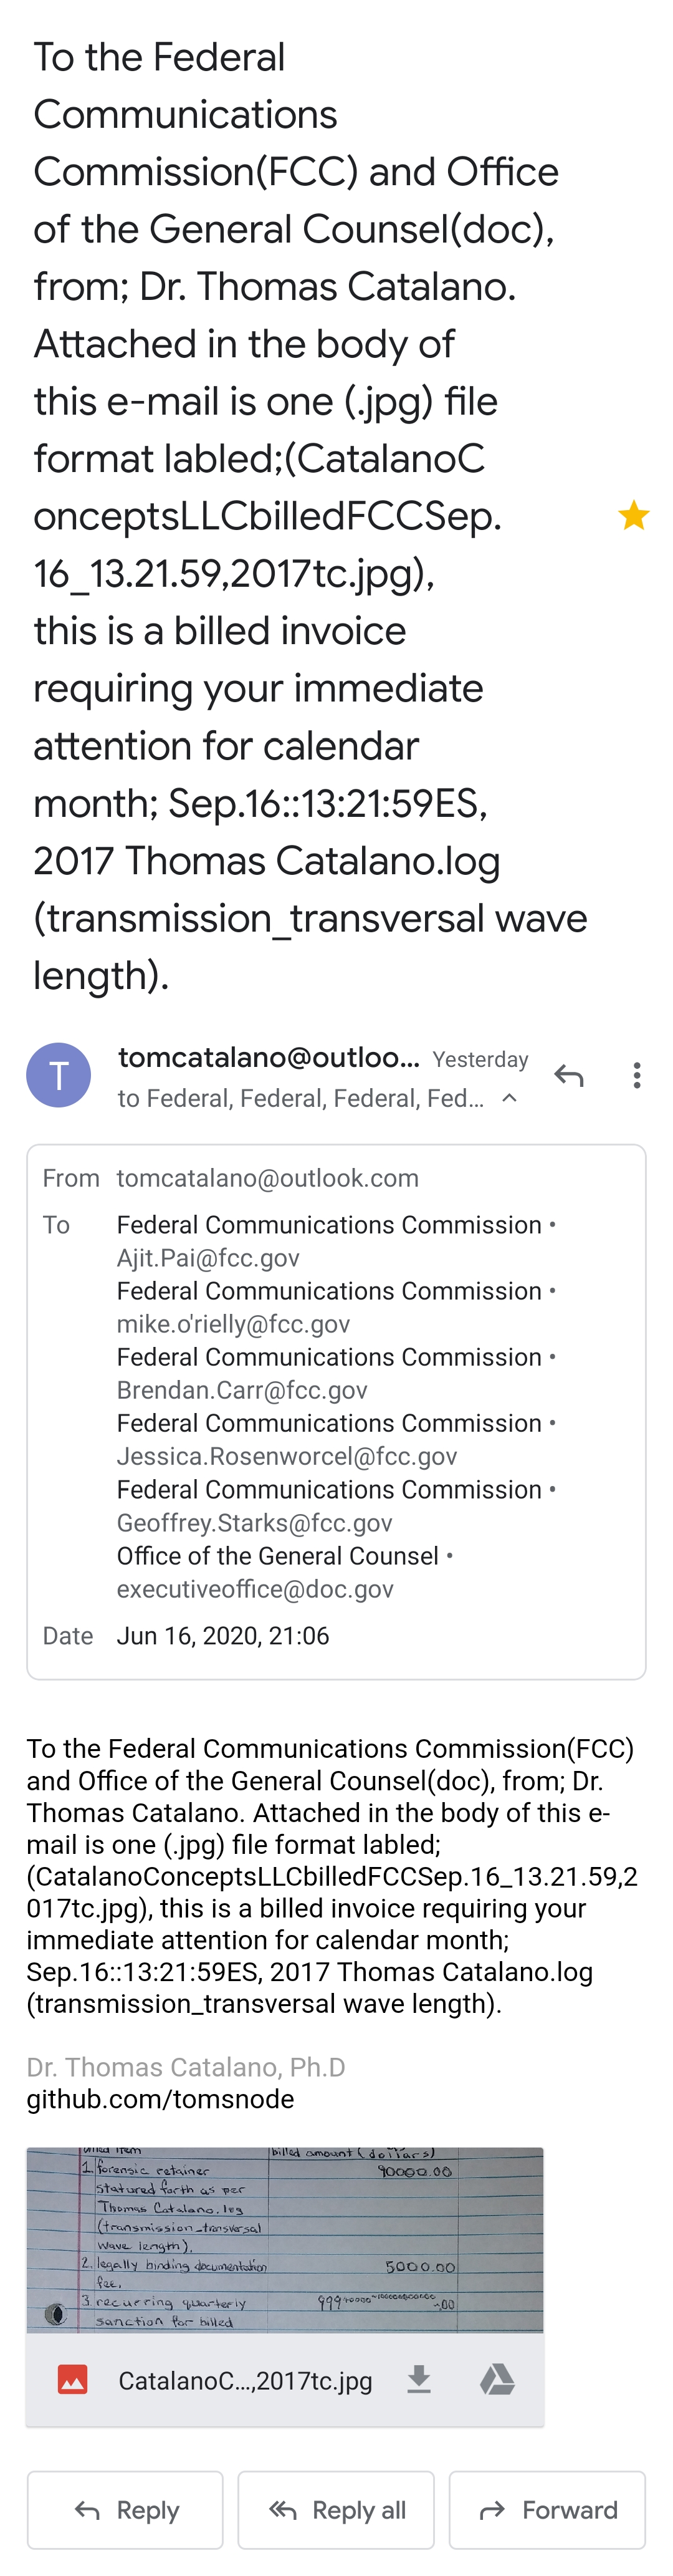 To the Federal
Communications
Commission(FCC) and Office
of the General Counsel(doc),
from; Dr. Thomas Catalano.
Attached in the body of
this e-mail is one (.jpg) file
format labled;(CatalanoC
onceptsLLCbilledFCCSep.
16_13.21.59,2017tc.jpg),
this is a billed invoice
requiring your immediate
attention for calendar
month; Sep.16::13:21:59ES,
2017 Thomas Catalano.log
(transmission_transversal wave
length).
T
tomcatalano@outloo... Yesterday
to Federal, Federal, Federal, Fed...
From tomcatalano@outlook.com
To Federal Communications Commission •
Ajit.Pai@fcc.gov
Federal Communications Commission •
mike.o'rielly@fcc.gov
Federal Communications Commission •
Brendan.Carr@fcc.gov
Federal Communications Commission •
Jessica.Rosenworcel@fcc.gov
Federal Communications Commission •
Geoffrey.Starks@fcc.gov
Office of the General Counsel •
executiveoffice@doc.gov
Date Jun 16, 2020, 21:06
To the Federal Communications Commission(FCC)
and Office of the General Counsel(doc), from; Dr.
Thomas Catalano. Attached in the body of this e-
mail is one (.jpg) file format labled;
(CatalanoConceptsLLCbilledFCCSep.16_13.21.59,2
017tc.jpg), this is a billed invoice requiring your
immediate attention for calendar month;
Sep.16::13:21:59ES, 2017 Thomas Catalano.log
(transmission_transversal wave length).
Dr. Thomas Catalano, Ph.D
github.com/tomsnode
item billed amount (dollars)
1. forensic retainer 90000.00
statured forth as per
Thomas Catalano.log
(transmission_transversal
wave length).
2. legally binding documentation 5000.00
fee.
3. recurring quarterly
sanction for billed
CatalanoC...,2017tc.jpg
Reply
Reply all
Forward